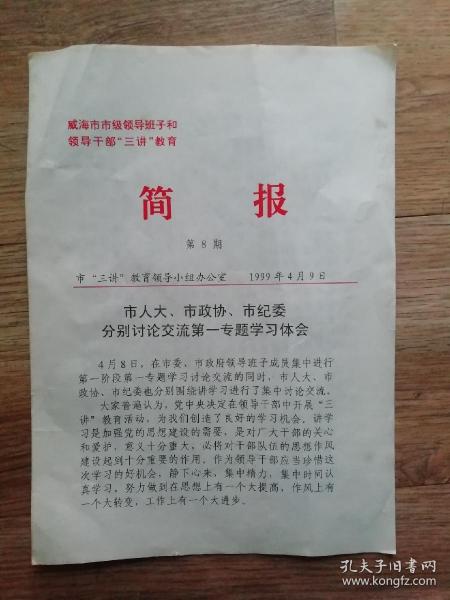 威海市市级领导班子和
领导干部“三讲”教育
简报
第8期
市“三讲”教育领导小组办公室 1999年4月9日
市人大、市政协、市纪委
分别讨论交流第一专题学习体会
4月8日，在市委、市政府领导班子成员集中进行
第一阶段第一专题学习讨论交流的同时，市人大、市
政协、市纪委也分别围绕讲学习进行了集中讨论交流。
大家普遍认为，党中央决定在领导干部中开展“三
讲”教育活动，为我们创造了良好的学习机会。讲学
习是加强党的思想建设的需要，是对广大干部的关心
和爱护，意义十分重大，必将对干部队伍的思想作风
建设起到十分重要的作用。作为领导干部应当珍惜这
次学习的好机会，静下心来，集中精力，集中时间认
真学习，努力做到在思想上有一个大提高，作风上有
一个大转变，工作上有一个大进步。
孔夫子旧书网
www.kongfz.com